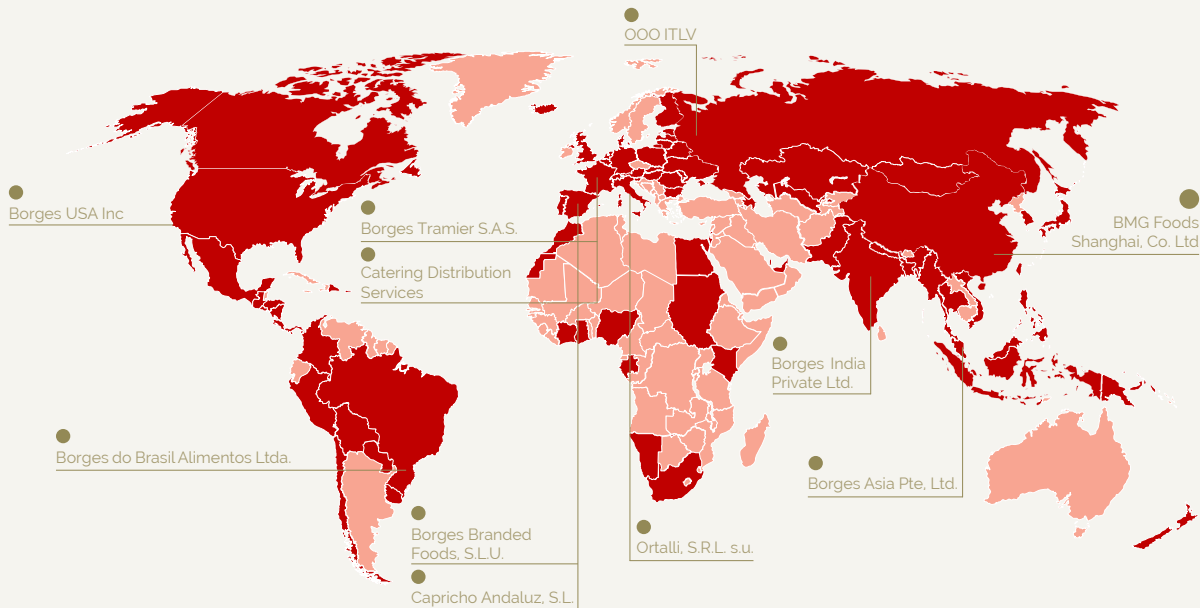 OOO ITLV
Borges USA Inc
Borges Tramier S.A.S.
Catering Distribution
Services
BMG Foods
Shanghai, Co. Ltd
Borges India
Private Ltd.
Borges do Brasil Alimentos Ltda.
Borges Asia Pte, Ltd.
Borges Branded
Foods, S.L.U.
Ortalli, S.R.L. s.u.
Capricho Andaluz, S.L.